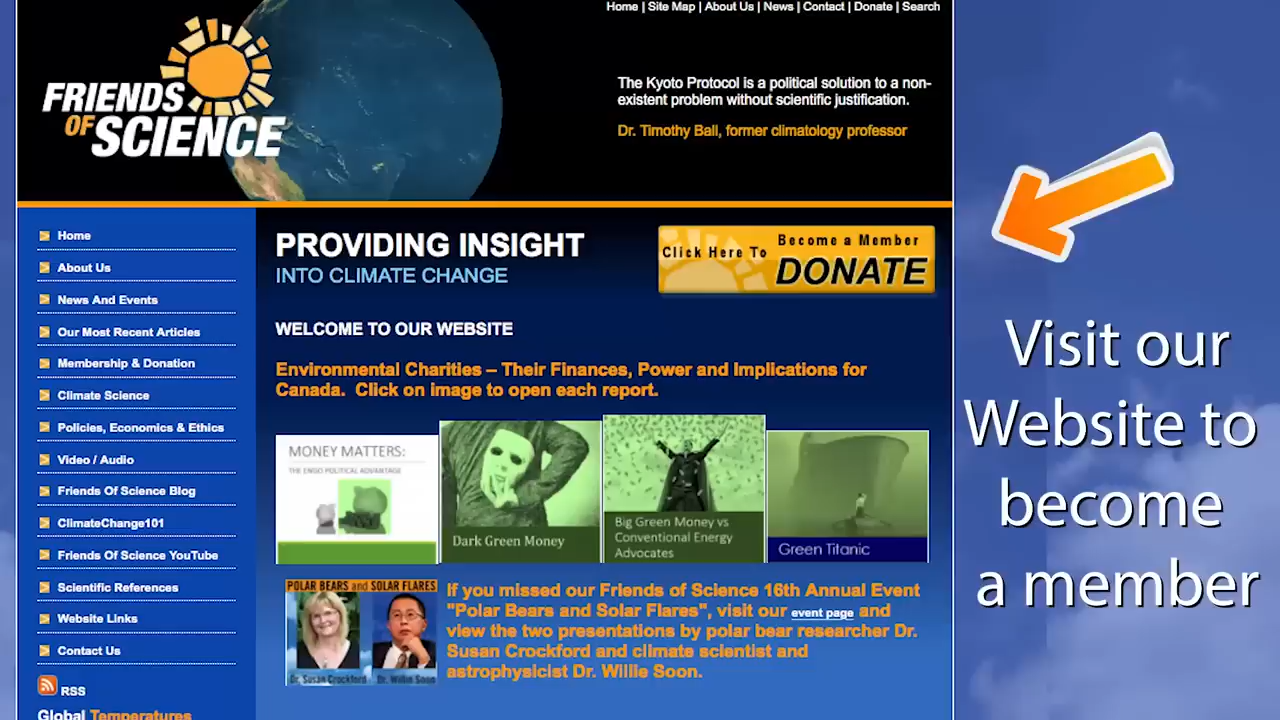 Home | Site Map | About Us | News | Contact | Donate | Search
FRIENDS
OF SCIENCE
The Kyoto Protocol is a political solution to a non-
existent problem without scientific justification.
Dr. Timothy Ball, former climatology professor
Home
About Us
News And Events
Our Most Recent Articles
Membership & Donation
Climate Science
Policies, Economics & Ethics
Video / Audio
Friends Of Science Blog
ClimateChange101
Friends Of Science YouTube
Scientific References
Website Links
Contact Us
RSS
Global Temperatures
PROVIDING INSIGHT
INTO CLIMATE CHANGE
Click Here To
Become a Member
DONATE
WELCOME TO OUR WEBSITE
Environmental Charities – Their Finances, Power and Implications for
Canada. Click on image to open each report.
MONEY MATTERS:
THE ENGO POLITICAL ADVANTAGE
Dark Green Money
Big Green Money vs
Conventional Energy
Advocates
Green Titanic
POLAR BEARS and SOLAR FLARES
Dr. Susan Crockford Dr. Willie Soon
If you missed our Friends of Science 16th Annual Event
"Polar Bears and Solar Flares", visit our event page and
view the two presentations by polar bear researcher Dr.
Susan Crockford and climate scientist and
astrophysicist Dr. Willie Soon.
Visit our
Website to
become
a member